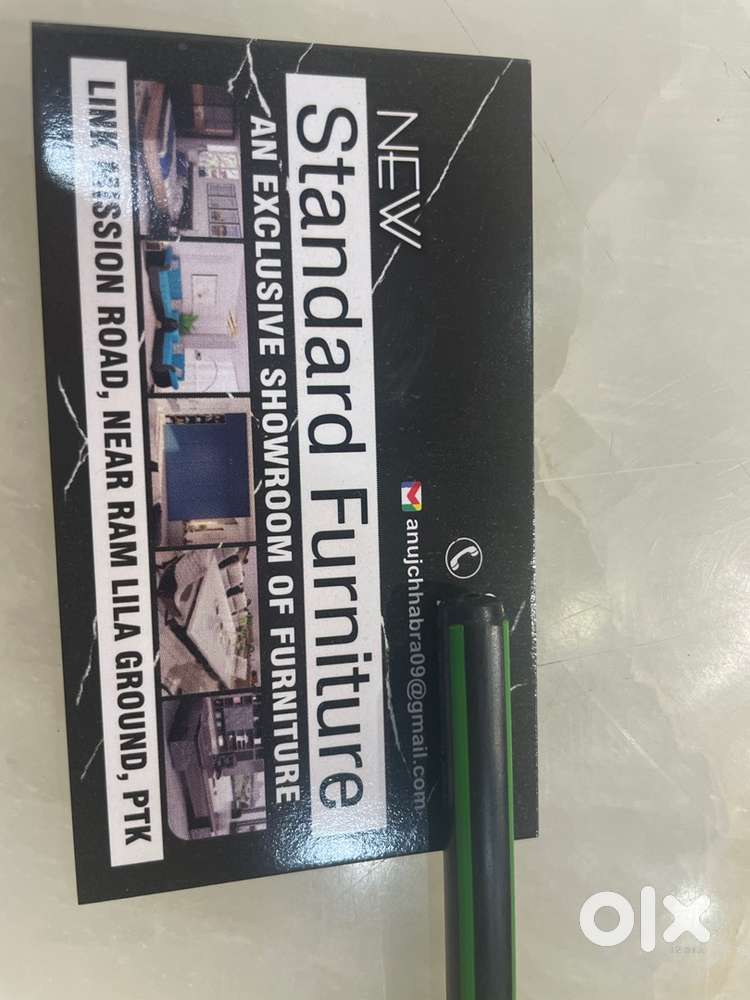 NEW
Standard Furniture
AN EXCLUSIVE SHOWROOM OF FURNITURE
LINK MISSION ROAD, NEAR RAM LILA GROUND, PTK
anujchhabra09@gmail.com
olx